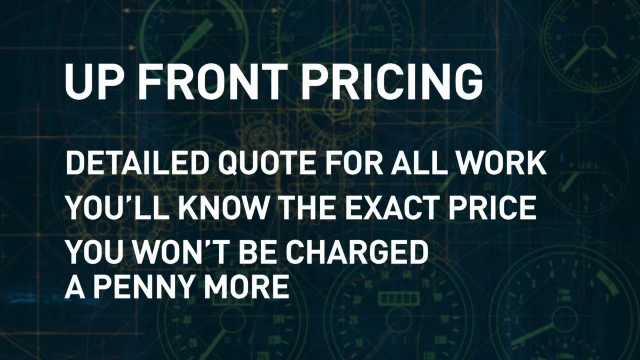 UP FRONT PRICING
DETAILED QUOTE FOR ALL WORK
YOU'LL KNOW THE EXACT PRICE
YOU WON'T BE CHARGED
A PENNY MORE